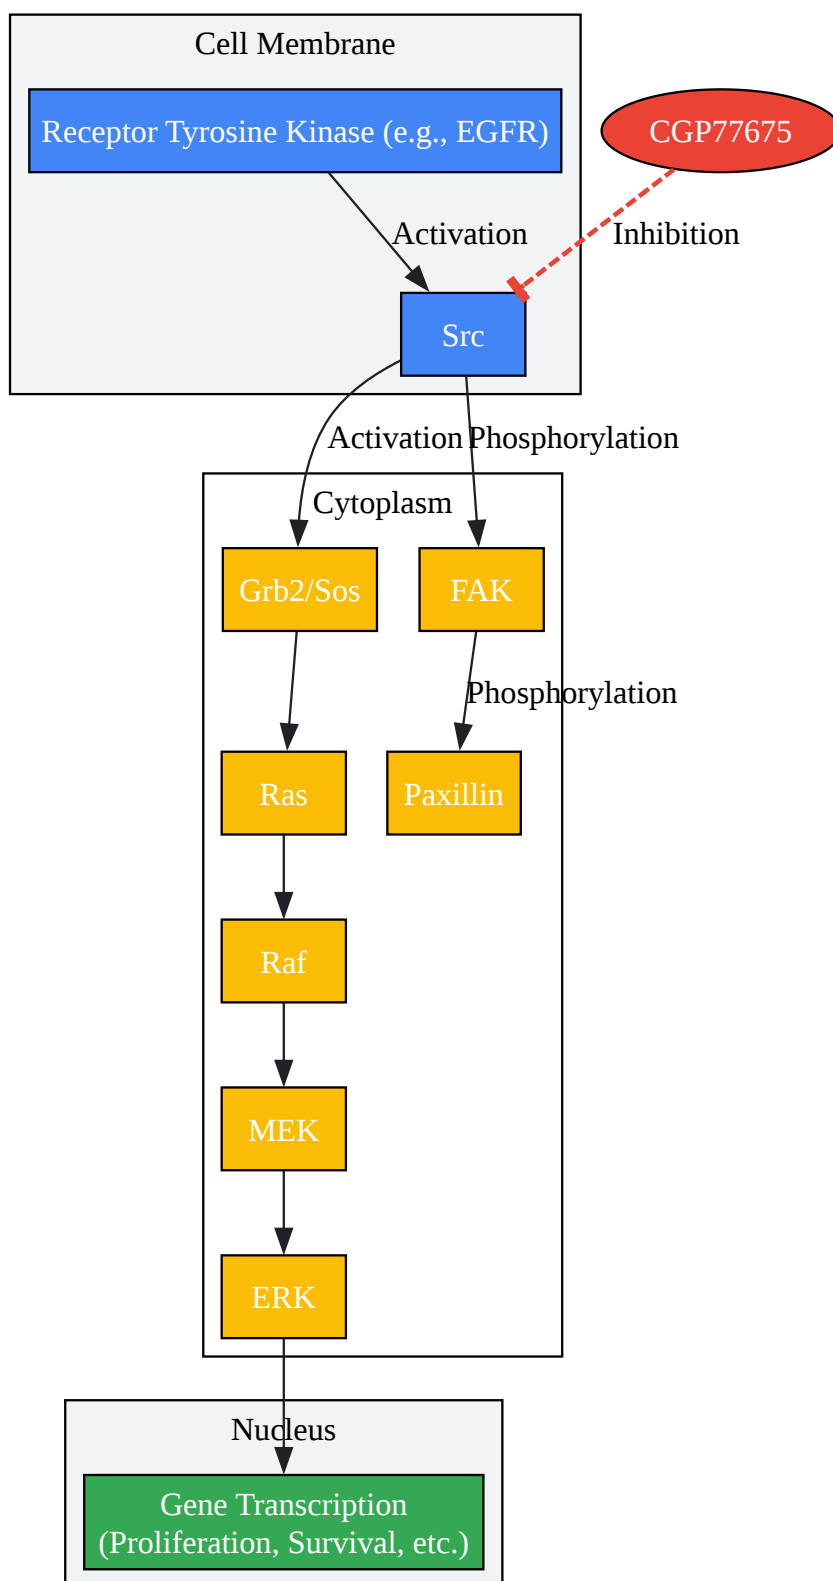 Cell Membrane
Receptor Tyrosine Kinase (e.g., EGFR)
CGP77675
Activation
Inhibition
Src
Activation
Phosphorylation
Cytoplasm
Grb2/Sos
FAK
Phosphorylation
Ras
Paxillin
Raf
MEK
ERK
Nucleus
Gene Transcription
(Proliferation, Survival, etc.)